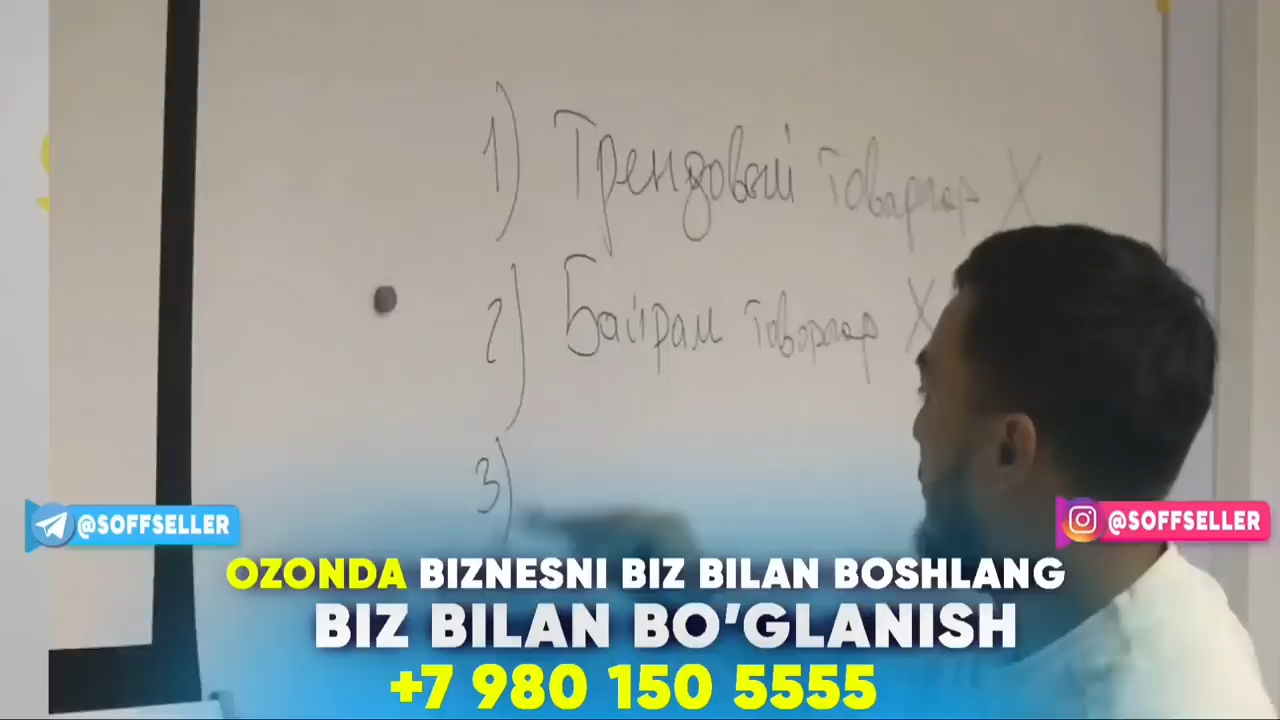 1) Трендовый товарлар X
2) Байрам товарлар X
3)
@SOFFSELLER
@SOFFSELLER
OZONDA BIZNESNI BIZ BILAN BOSHLANG
BIZ BILAN BO’GLANISH
+7 980 150 5555